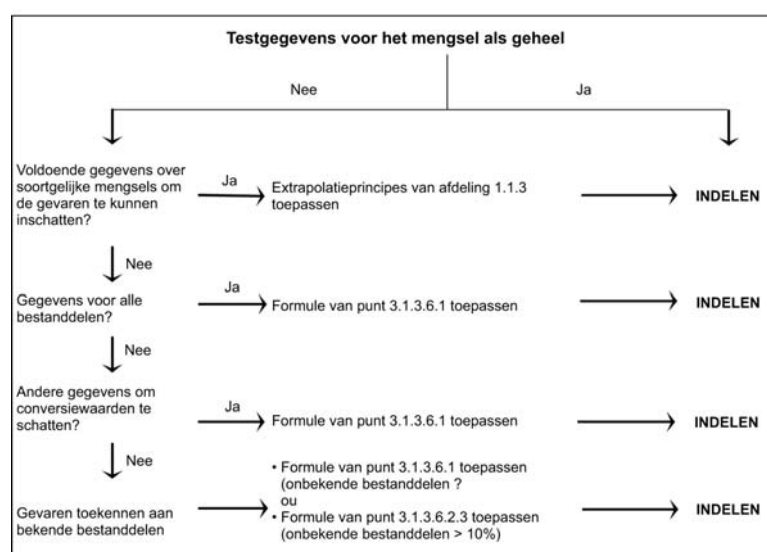 Testgegevens voor het mengsel als geheel
Nee
Ja
Voldoende gegevens over
soortgelijke mengsels om
de gevaren te kunnen
inschatten?
Ja
Extrapolatieprincipes van afdeling 1.1.3
toepassen
INDELEN
Nee
Gegevens voor alle
bestanddelen?
Ja
Formule van punt 3.1.3.6.1 toepassen
INDELEN
Nee
Andere gegevens om
conversiewaarden te
schatten?
Ja
Formule van punt 3.1.3.6.1 toepassen
INDELEN
Nee
Gevaren toekennen aan
bekende bestanddelen
• Formule van punt 3.1.3.6.1 toepassen
(onbekende bestanddelen ?
ou
• Formule van punt 3.1.3.6.2.3 toepassen
(onbekende bestanddelen > 10%)
INDELEN